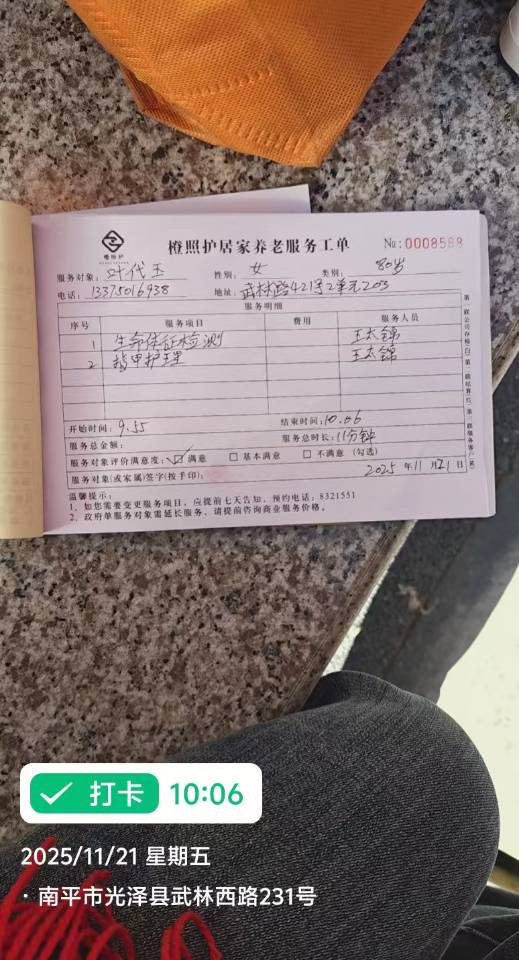 橙照护
橙照护居家养老服务工单 №:0008588
服务对象: 叶代玉 性别: 女 类别: 80岁
电话: 13375016938 地址: 武林路421号2单元203
服务明细
序号 服务项目 费用 服务人员
1 生命体征检测 王太锦
2 指甲护理 王太锦
开始时间: 9.55 结束时间: 10.06
服务总金额: 服务总时长: 11分钟
服务对象评价满意度: ☑ 满意 □ 基本满意 □ 不满意 (勾选)
服务对象(或家属)签字(按手印): 2025 年 11 月 21 日
温馨提示:
1、如您需要变更服务项目,应提前七天告知,预约电话:8321551
2、政府单服务对象需延长服务,请提前咨询商业服务价格。
打卡 10:06
2025/11/21 星期五
· 南平市光泽县武林西路231号